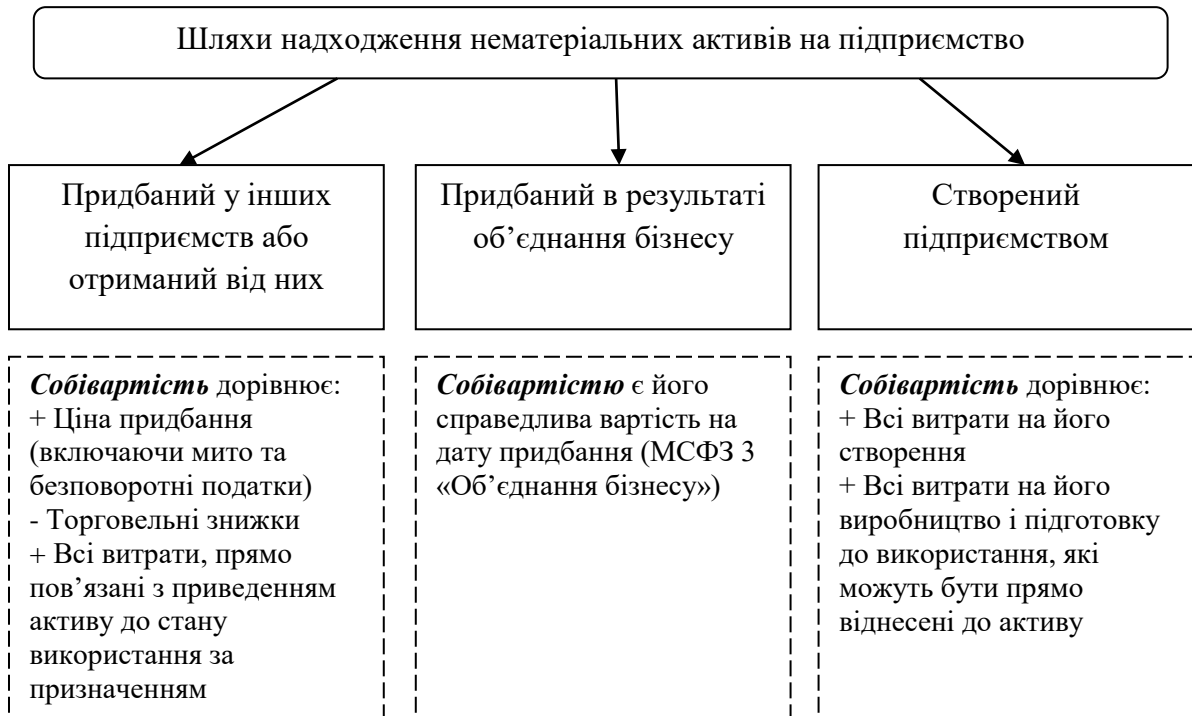 Шляхи надходження нематеріальних активів на підприємство
Придбаний у інших
підприємств або
отриманий від них
Придбаний в результаті
об’єднання бізнесу
Створений
підприємством
Собівартість дорівнює:
+ Ціна придбання
(включаючи мито та
безповоротні податки)
- Торговельні знижки
+ Всі витрати, прямо
пов’язані з приведенням
активу до стану
використання за
призначенням
Собівартістю є його
справедлива вартість на
дату придбання (МСФЗ 3
«Об’єднання бізнесу»)
Собівартість дорівнює:
+ Всі витрати на його
створення
+ Всі витрати на його
виробництво і підготовку
до використання, які
можуть бути прямо
віднесені до активу